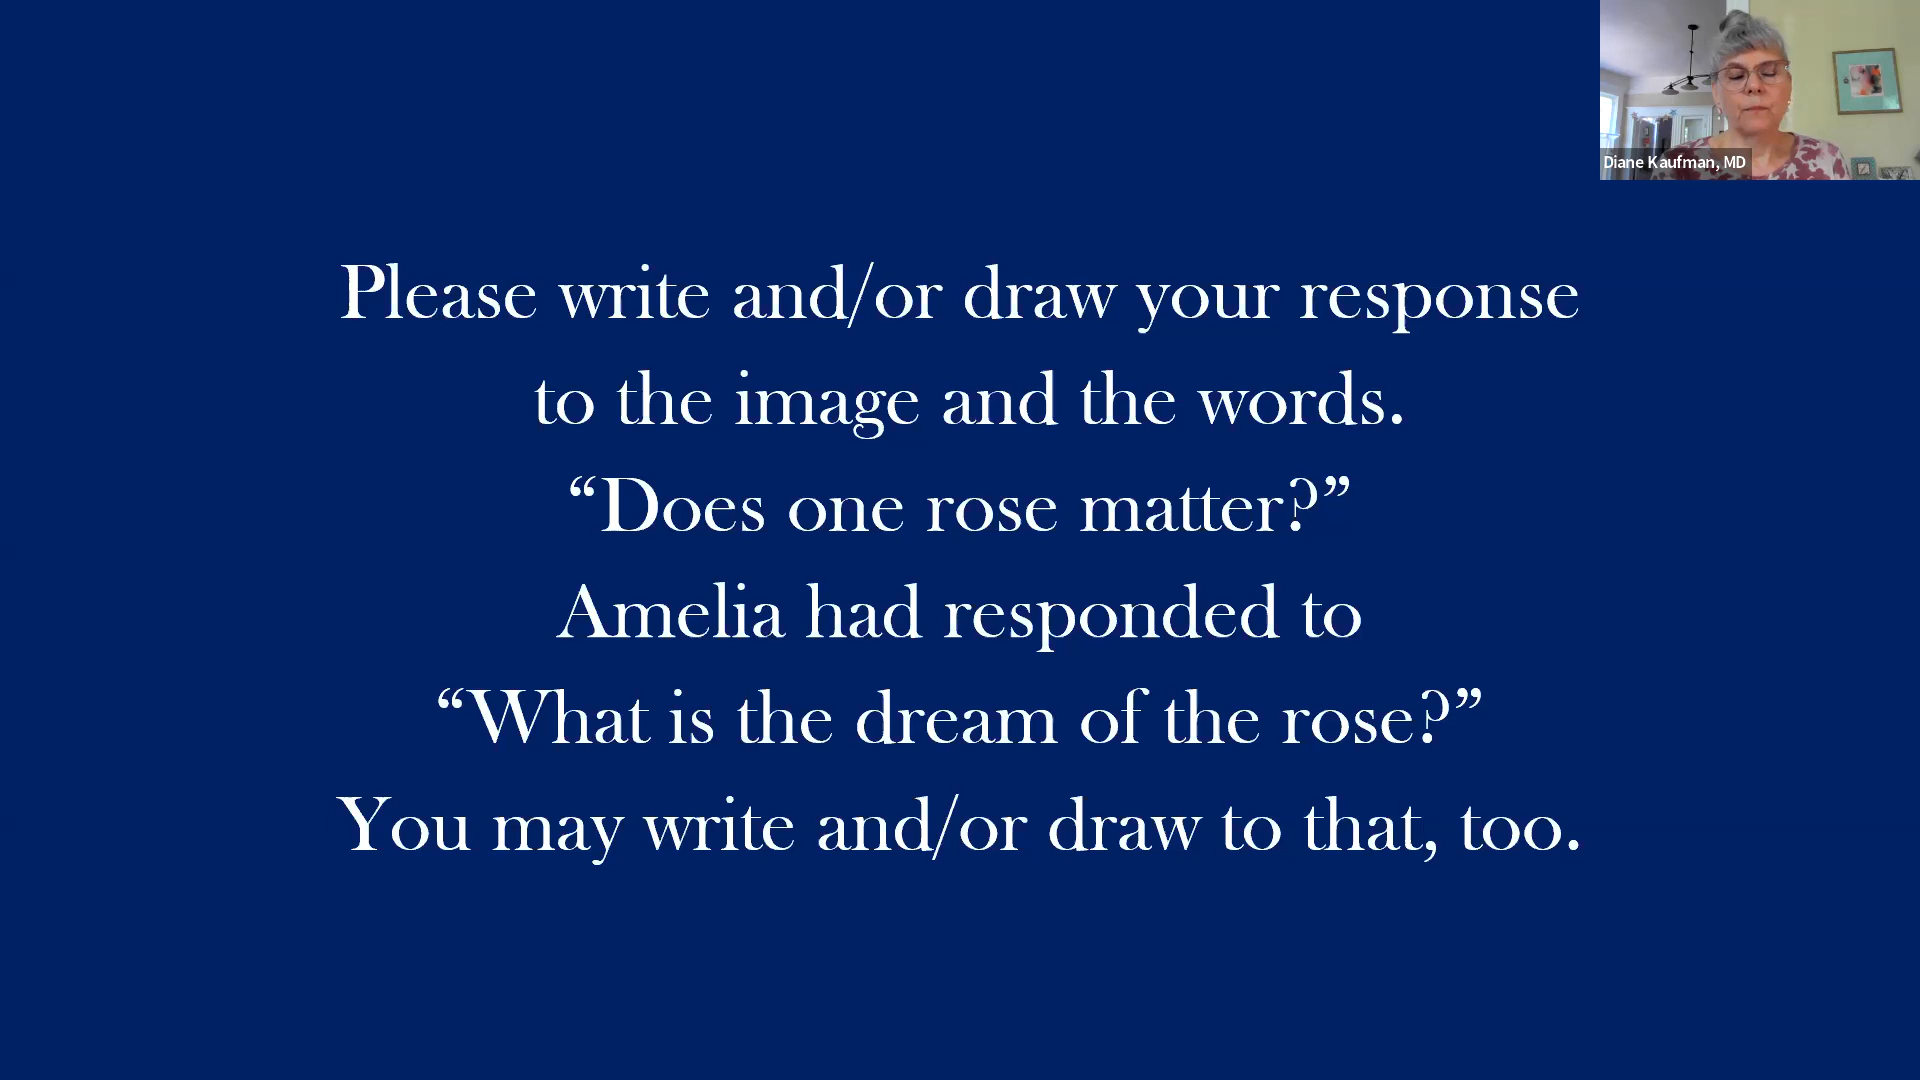 Diane Kaufman, MD
Please write and/or draw your response
to the image and the words.
“Does one rose matter?”
Amelia had responded to
“What is the dream of the rose?”
You may write and/or draw to that, too.